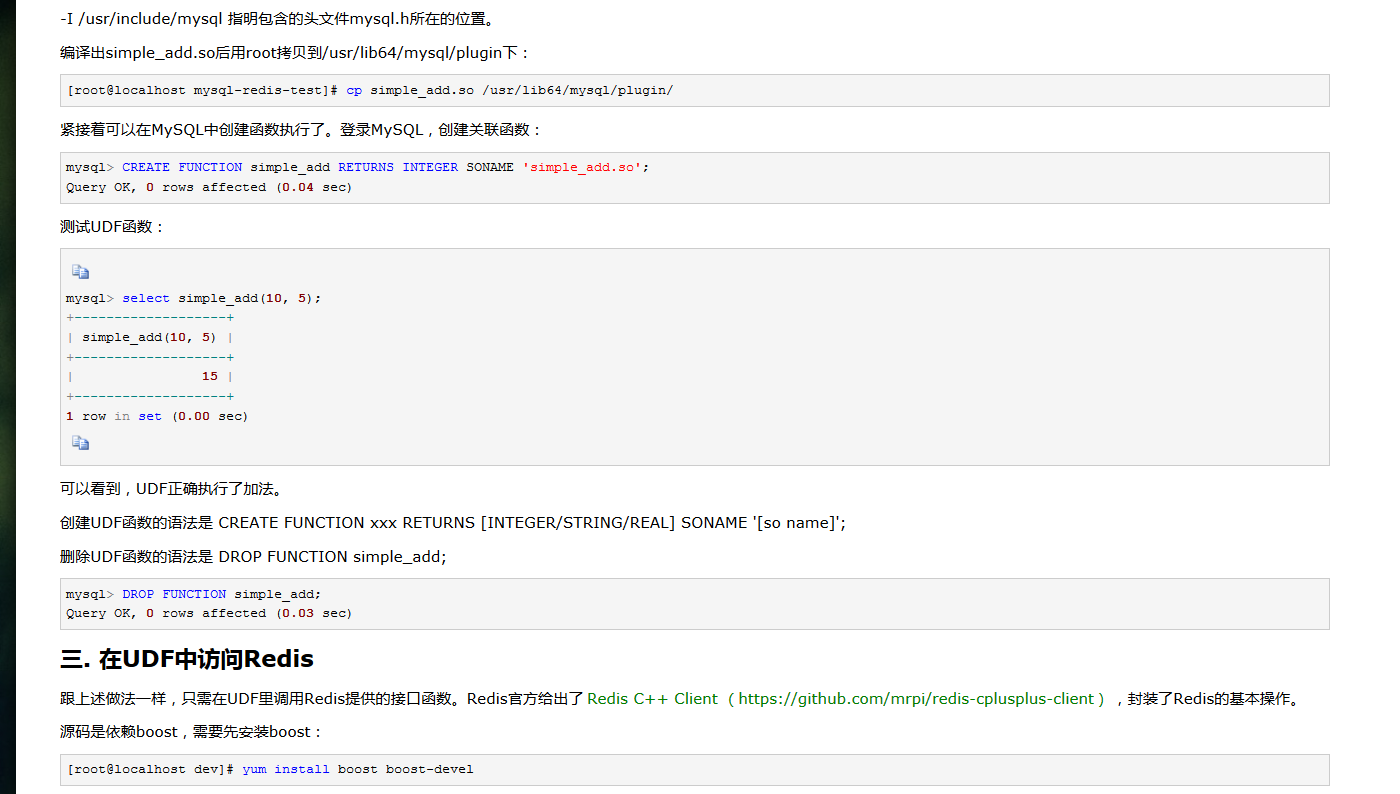 -I /usr/include/mysql 指明包含的头文件mysql.h所在的位置。
编译出simple_add.so后用root拷贝到/usr/lib64/mysql/plugin下：
[root@localhost mysql-redis-test]# cp simple_add.so /usr/lib64/mysql/plugin/
紧接着可以在MySQL中创建函数执行了。登录MySQL，创建关联函数：
mysql> CREATE FUNCTION simple_add RETURNS INTEGER SONAME 'simple_add.so';
Query OK, 0 rows affected (0.04 sec)
测试UDF函数：
mysql> select simple_add(10, 5);
+-------------------+
| simple_add(10, 5) |
+-------------------+
|                15 |
+-------------------+
1 row in set (0.00 sec)
可以看到，UDF正确执行了加法。
创建UDF函数的语法是 CREATE FUNCTION xxx RETURNS [INTEGER/STRING/REAL] SONAME '[so name]';
删除UDF函数的语法是 DROP FUNCTION simple_add;
mysql> DROP FUNCTION simple_add;
Query OK, 0 rows affected (0.03 sec)
三. 在UDF中访问Redis
跟上述做法一样，只需在UDF里调用Redis提供的接口函数。Redis官方给出了 Redis C++ Client （https://github.com/mrpi/redis-cplusplus-client），封装了Redis的基本操作。
源码是依赖boost，需要先安装boost：
[root@localhost dev]# yum install boost boost-devel